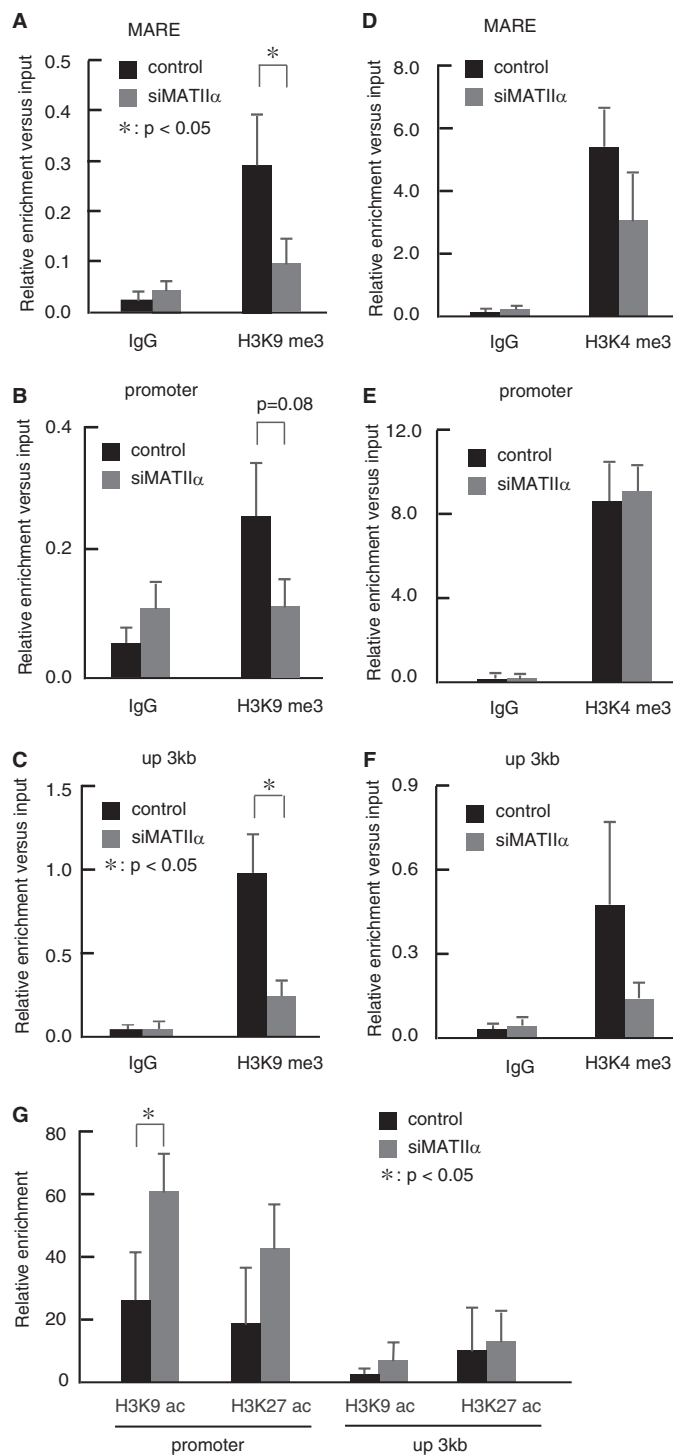 A
MARE
Relative enrichment versus input
0.5
0.4
0.3
0.2
0.1
0.0
control
siMATIIα
*: p < 0.05
*
IgG
H3K9 me3
D
MARE
Relative enrichment versus input
8.0
6.0
4.0
2.0
0.0
control
siMATIIα
IgG
H3K4 me3
B
promoter
Relative enrichment versus input
0.4
0.2
0.0
control
siMATIIα
p=0.08
IgG
H3K9 me3
E
promoter
Relative enrichment versus input
12.0
8.0
4.0
0.0
control
siMATIIα
IgG
H3K4 me3
C
up 3kb
Relative enrichment versus input
1.5
1.0
0.5
0.0
control
siMATIIα
*: p < 0.05
*
IgG
H3K9 me3
F
up 3kb
Relative enrichment versus input
0.9
0.6
0.3
0.0
control
siMATIIα
IgG
H3K4 me3
G
Relative enrichment
80
60
40
20
0
*
control
siMATIIα
*: p < 0.05
H3K9 ac H3K27 ac H3K9 ac H3K27 ac
promoter up 3kb